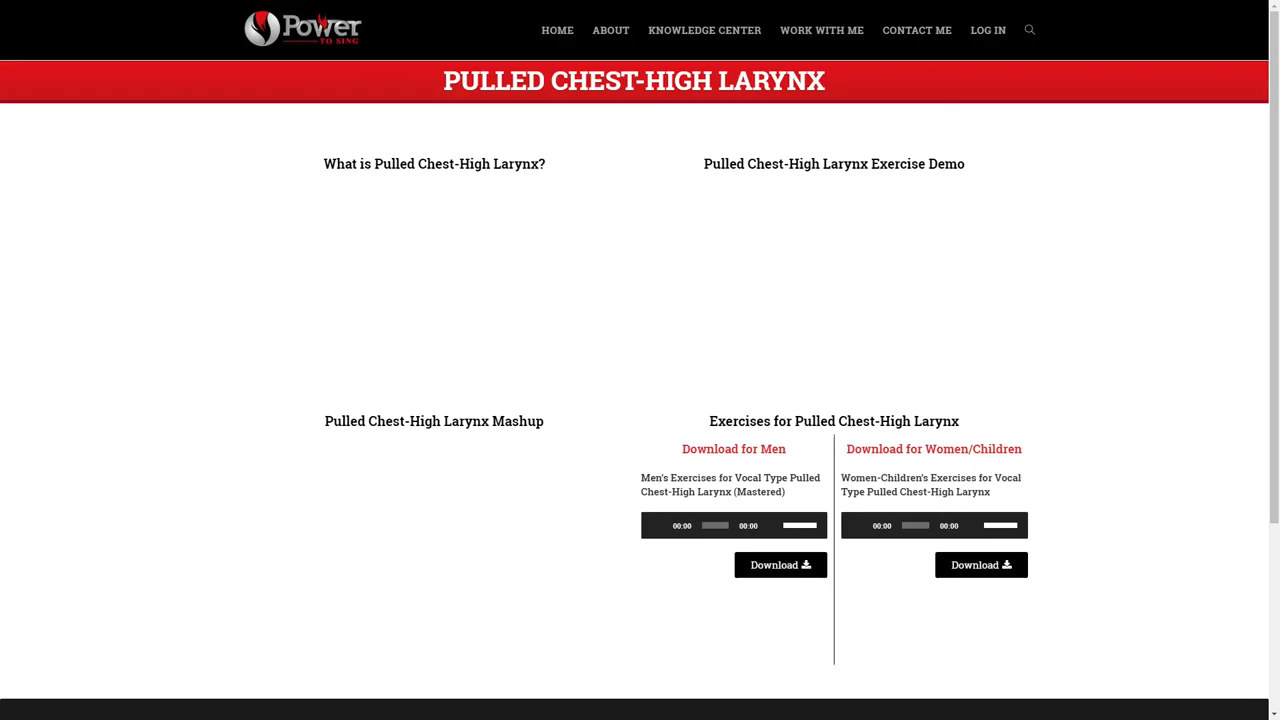 Power
TO SING
HOME ABOUT KNOWLEDGE CENTER WORK WITH ME CONTACT ME LOG IN
PULLED CHEST-HIGH LARYNX
What is Pulled Chest-High Larynx?
Pulled Chest-High Larynx Exercise Demo
Pulled Chest-High Larynx Mashup
Exercises for Pulled Chest-High Larynx
Download for Men
Men's Exercises for Vocal Type Pulled
Chest-High Larynx (Mastered)
00:00 00:00
Download
Download for Women/Children
Women-Children's Exercises for Vocal
Type Pulled Chest-High Larynx
00:00 00:00
Download